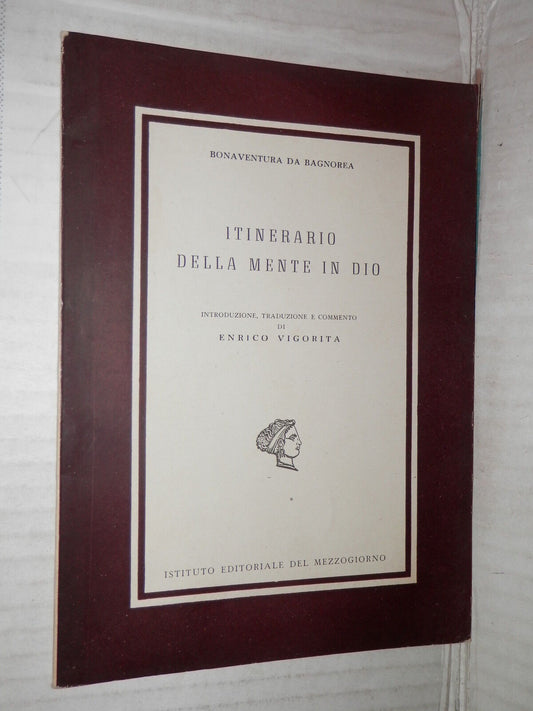 BONAVENTURA DA BAGNOREA
ITINERARIO
DELLA MENTE IN DIO
INTRODUZIONE, TRADUZIONE E COMMENTO
DI
ENRICO VIGORITA
ISTITUTO EDITORIALE DEL MEZZOGIORNO